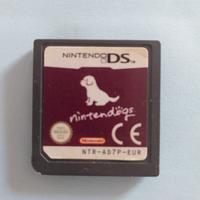 NINTENDO DS
nintendogs
Nintendo
CE
NTR-AD7P-EUR